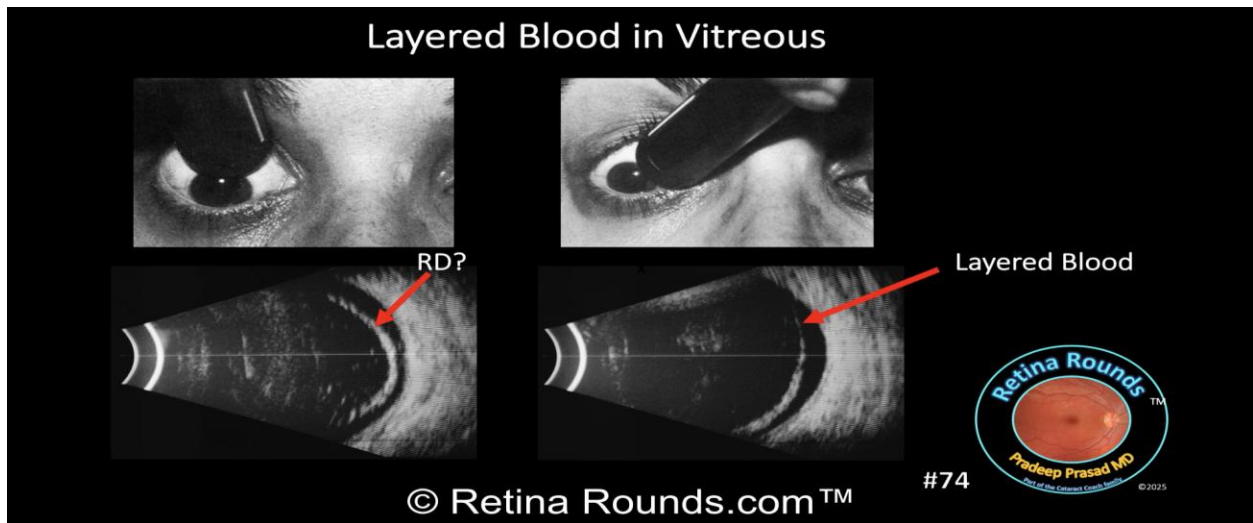 Layered Blood in Vitreous
RD?
Layered Blood
Retina Rounds
TM
Pradeep Prasad MD
Part of the Cataract Coach family
©2025
#74
© Retina Rounds.com™